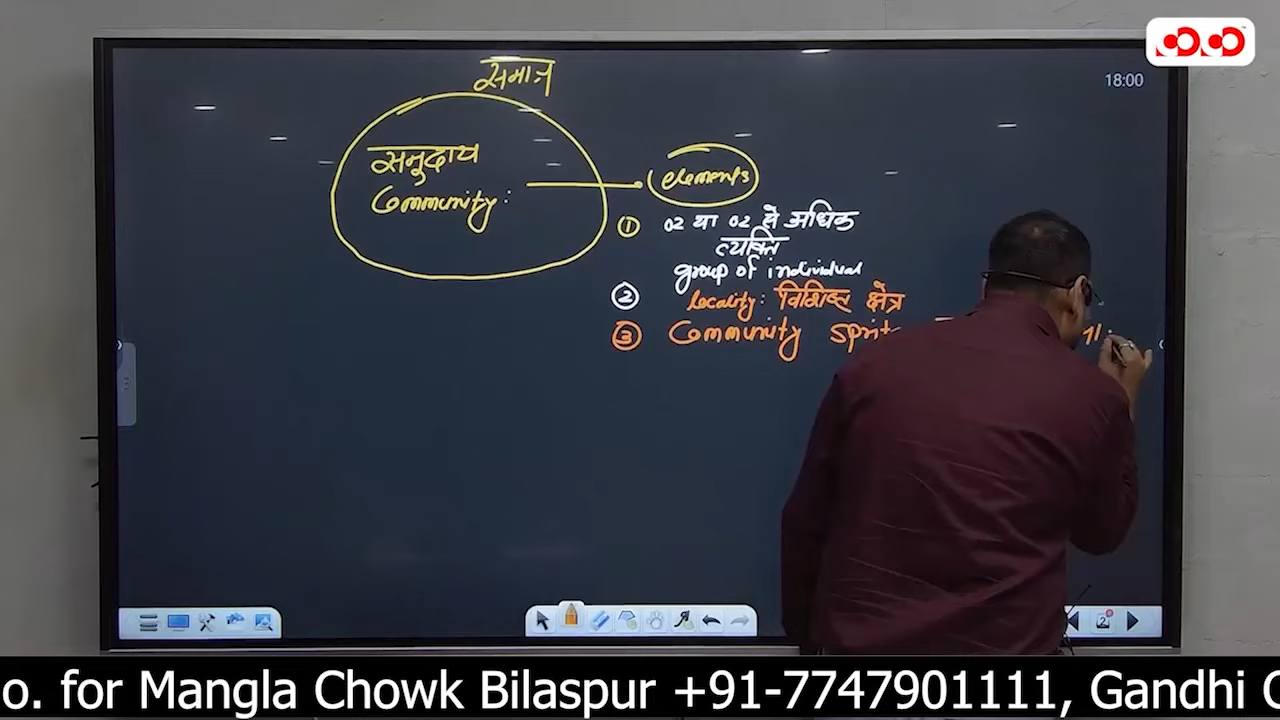 18:00
समाज
समुदाय
Community:
elements
① 02 या 02 से अधिक
व्यक्ति
group of individual
② locality: विशिष्ट क्षेत्र
③ Community
o. for Mangla Chowk Bilaspur +91-7747901111, Gandhi C